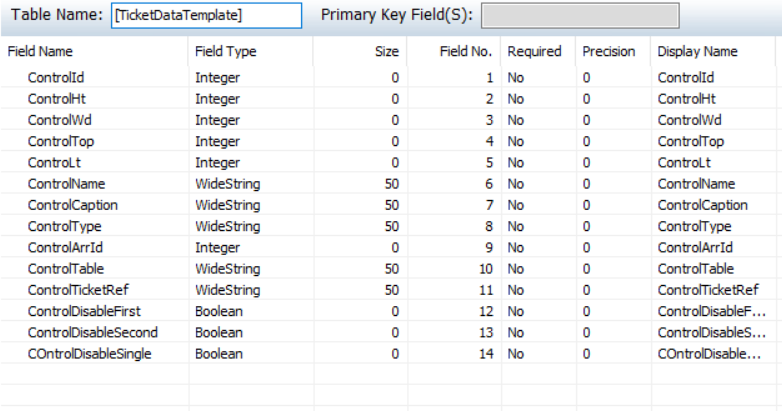 Table Name: [TicketDataTemplate] Primary Key Field(S):
Field Name Field Type Size Field No. Required Precision Display Name
ControlId Integer 0 1 No 0 ControlId
ControlHt Integer 0 2 No 0 ControlHt
ControlWd Integer 0 3 No 0 ControlWd
ControlTop Integer 0 4 No 0 ControlTop
ControLt Integer 0 5 No 0 ControLt
ControlName WideString 50 6 No 0 ControlName
ControlCaption WideString 50 7 No 0 ControlCaption
ControlType WideString 50 8 No 0 ControlType
ControlArrId Integer 0 9 No 0 ControlArrId
ControlTable WideString 50 10 No 0 ControlTable
ControlTicketRef WideString 50 11 No 0 ControlTicketRef
ControlDisableFirst Boolean 0 12 No 0 ControlDisableF...
ControlDisableSecond Boolean 0 13 No 0 ControlDisableS...
COntrolDisableSingle Boolean 0 14 No 0 COntrolDisable...